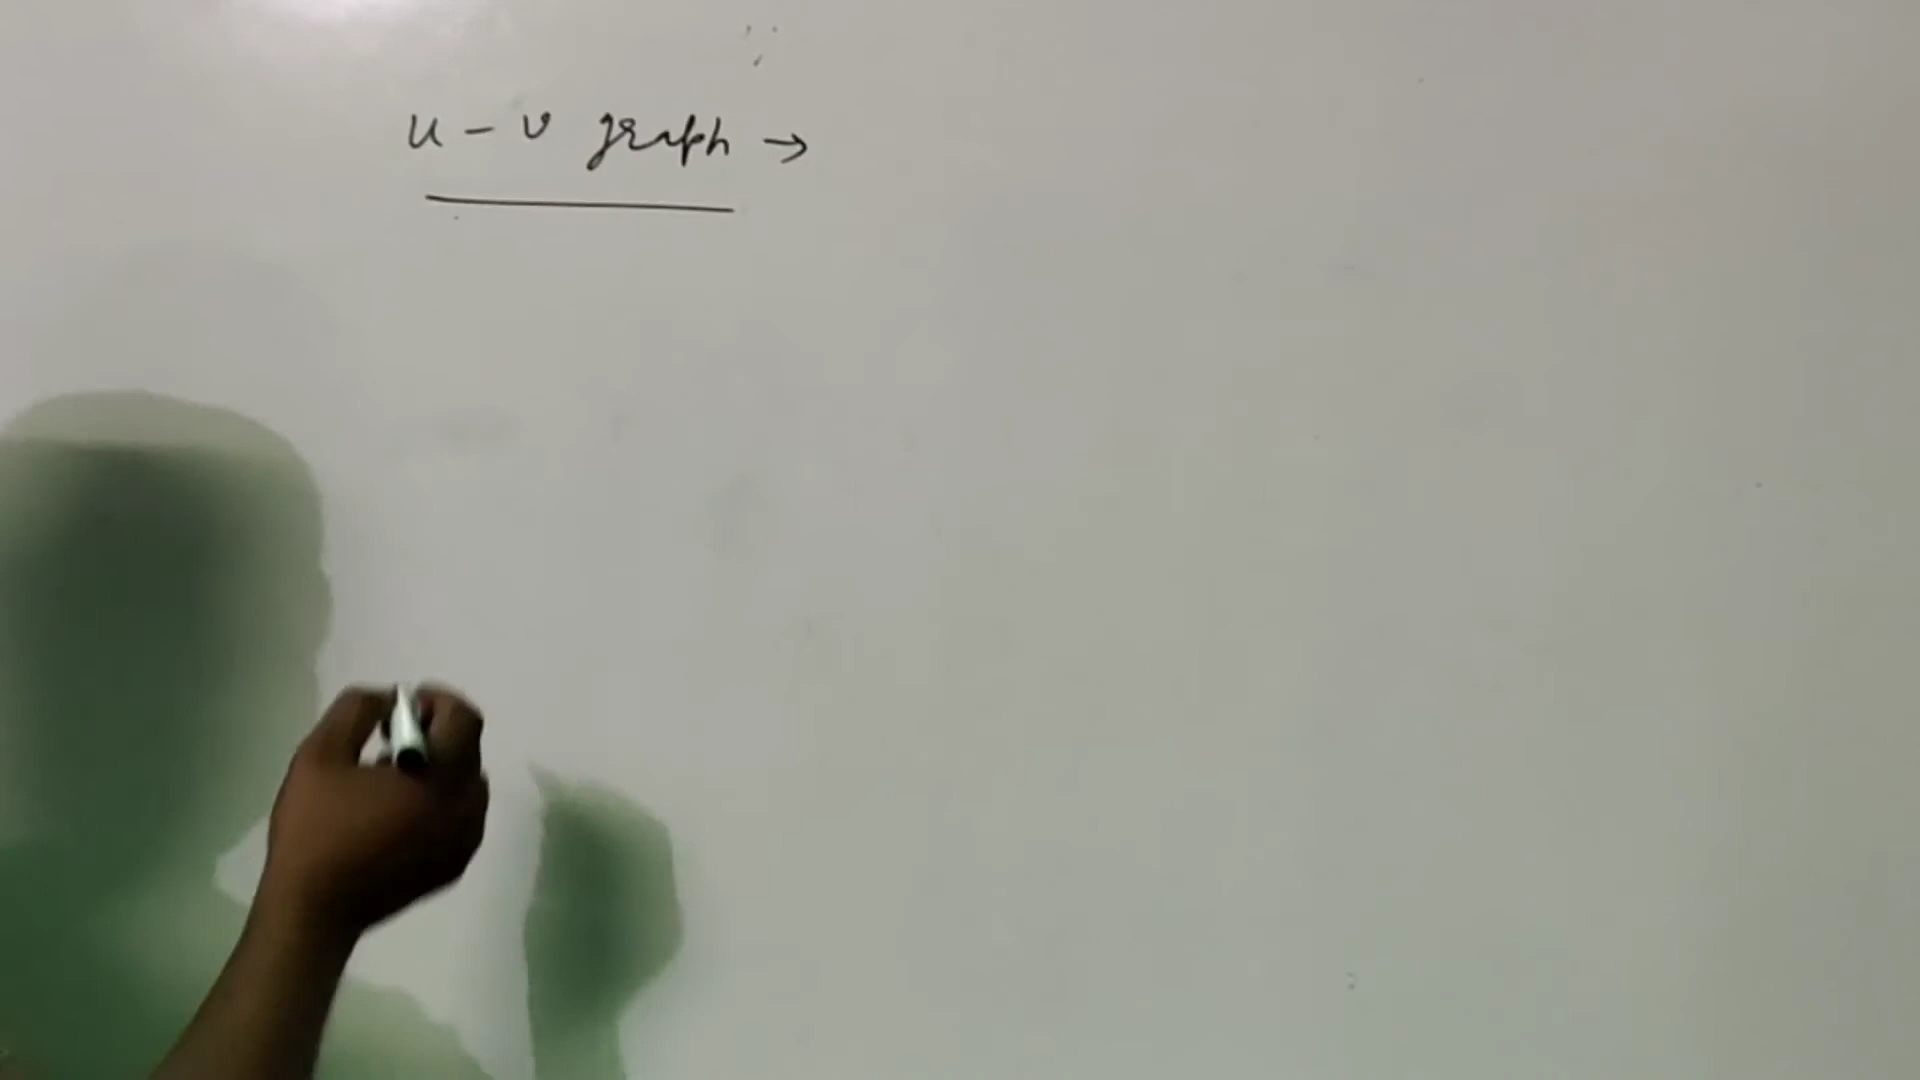 u - v graph →